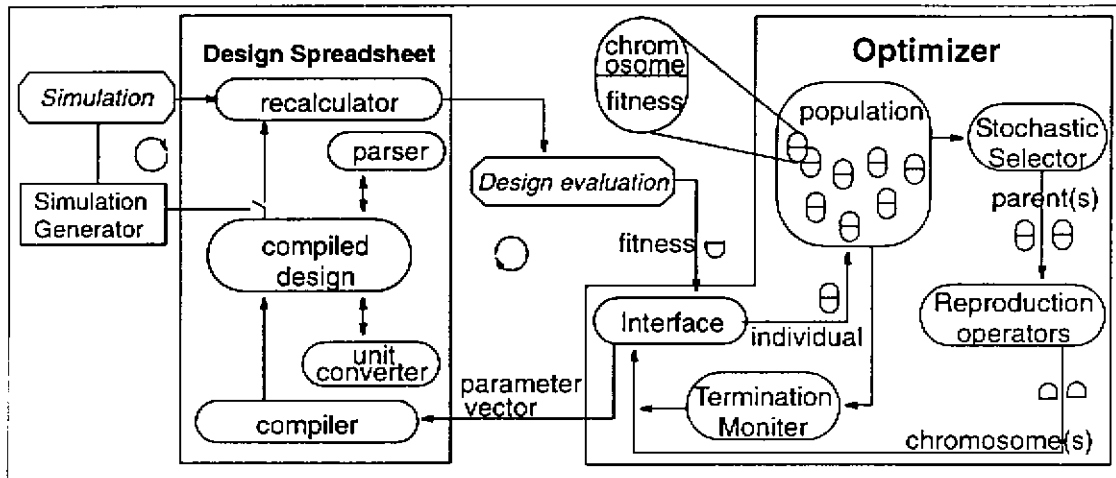 Design Spreadsheet
Simulation
recalculator
parser
Simulation
Generator
compiled
design
unit
converter
compiler
Design evaluation
fitness
parameter
vector
chrom
osome
fitness
Optimizer
population
Stochastic
Selector
parent(s)
Reproduction
operators
Interface
individual
Termination
Moniter
chromosome(s)